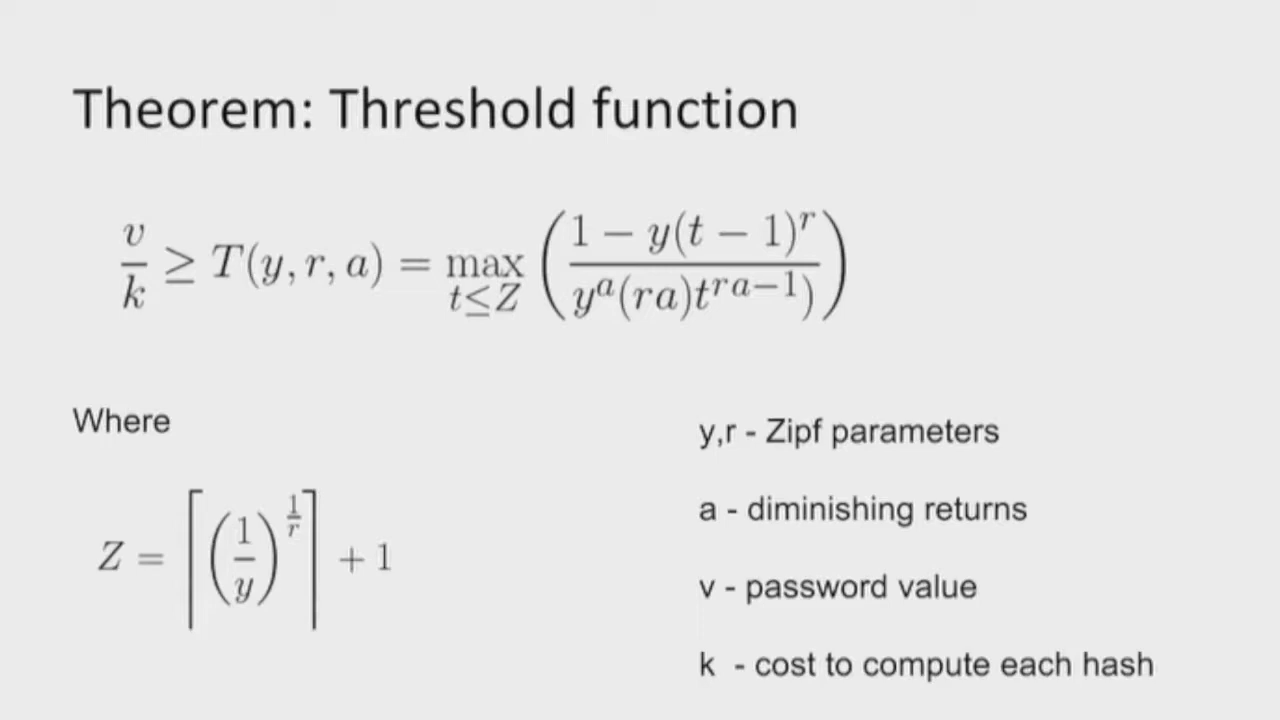 Theorem: Threshold function
v/k ≥ T(y, r, a) = max_{t≤Z} ( (1 − y(t − 1)^r) / (y^a(ra)t^{ra−1})) )
Where
Z = ⌈(1/y)^{1/r}⌉ + 1
y,r - Zipf parameters
a - diminishing returns
v - password value
k - cost to compute each hash